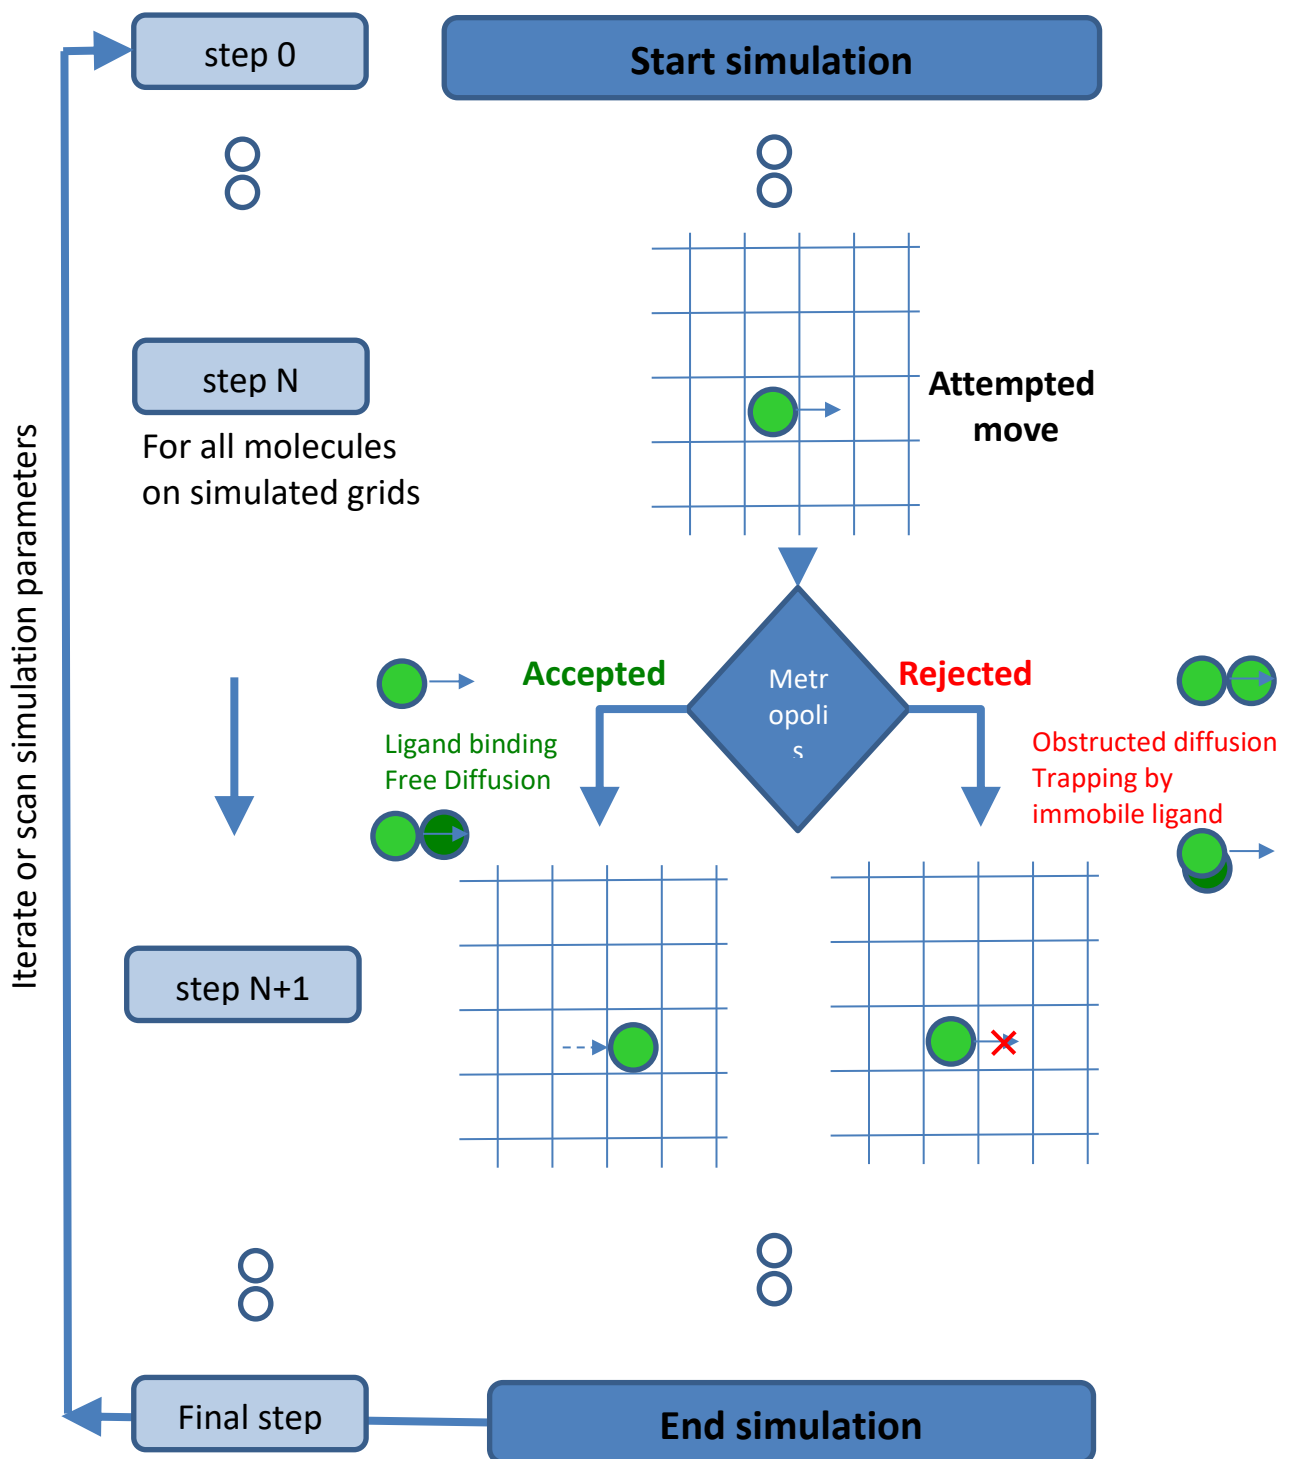 step 0
Start simulation
Iterate or scan simulation parameters
step N
For all molecules
on simulated grids
Attempted
move
Accepted
Metr
opoli
s
Rejected
Ligand binding
Free Diffusion
Obstructed diffusion
Trapping by
immobile ligand
step N+1
Final step
End simulation